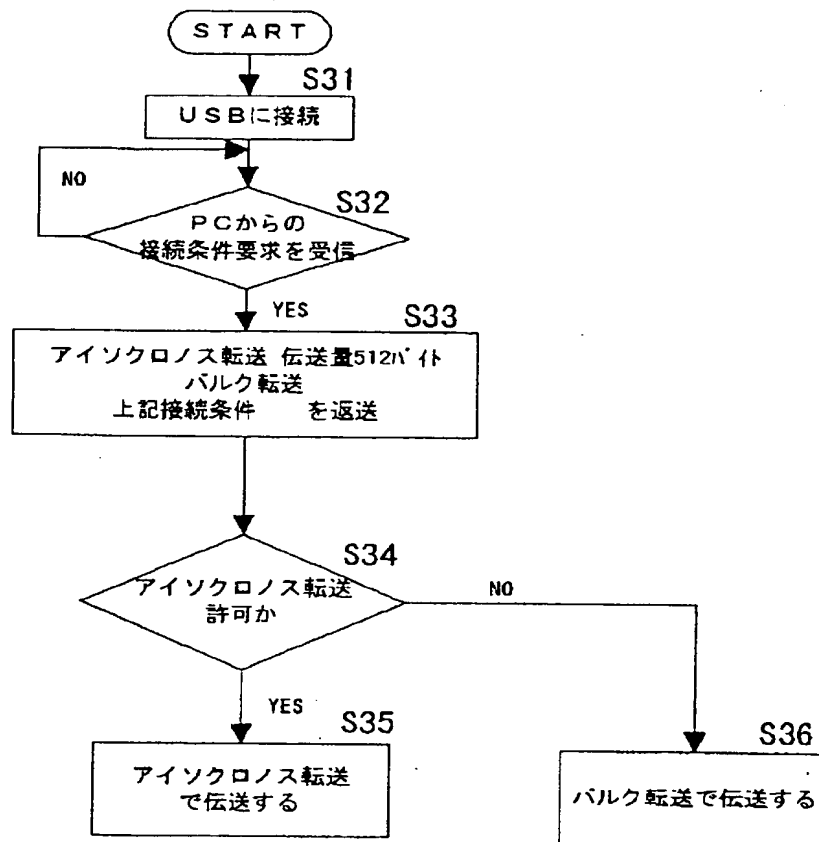 START
S31
USBに接続
NO
S32
PCからの
接続条件要求を受信
YES
S33
アイソクロノス転送 伝送量512バイト
バルク転送
上記接続条件　　を返送
S34
アイソクロノス転送
許可か
NO
YES
S35
アイソクロノス転送
で伝送する
S36
バルク転送で伝送する